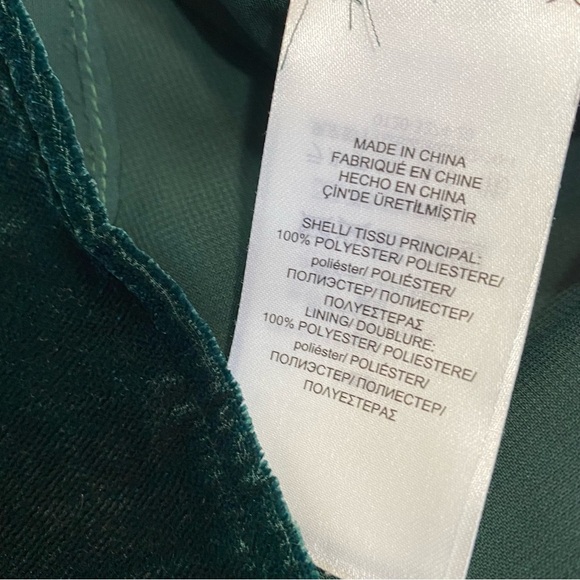 MADE IN CHINA
FABRIQUÉ EN CHINE
HECHO EN CHINA
ÇİN'DE ÜRETİLMİŞTİR
SHELL/ TISSU PRINCIPAL:
100% POLYESTER/ POLIESTERE/
poliéster/ POLIÉSTER/
ПОЛИЭСТЕР/ ПОЛИЕСТЕР/
ΠΟΛΥΕΣΤΕΡΑΣ
LINING/ DOUBLURE:
100% POLYESTER/ POLIESTERE/
poliéster/ POLIÉSTER/
ПОЛИЭСТЕР/ ПОЛИЕСТЕР/
ΠΟΛΥΕΣΤΕΡΑΣ